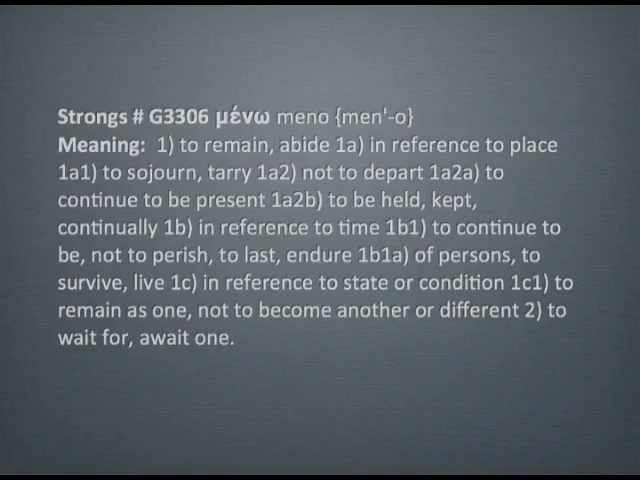 Strongs # G3306 μένω meno {men'-o}
Meaning:  1) to remain, abide 1a) in reference to place
1a1) to sojourn, tarry 1a2) not to depart 1a2a) to
continue to be present 1a2b) to be held, kept,
continually 1b) in reference to time 1b1) to continue to
be, not to perish, to last, endure 1b1a) of persons, to
survive, live 1c) in reference to state or condition 1c1) to
remain as one, not to become another or different 2) to
wait for, await one.